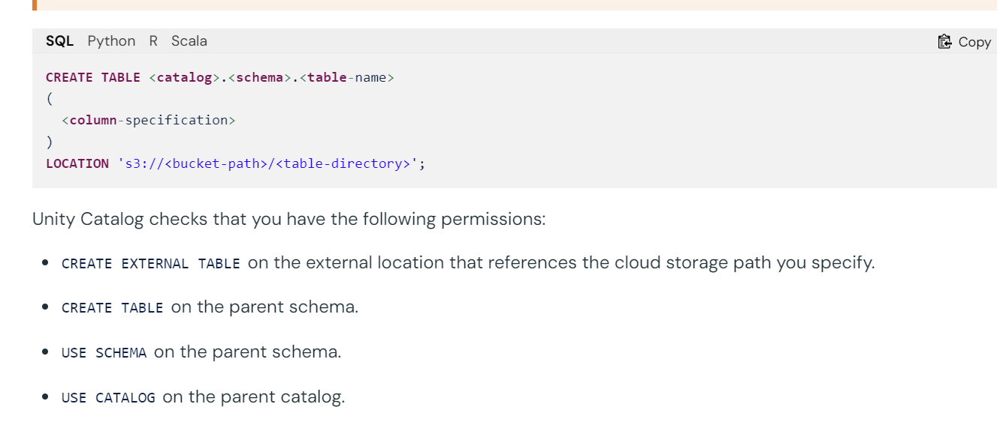 SQL Python R Scala Copy
CREATE TABLE <catalog>.<schema>.<table-name>
(
  <column-specification>
)
LOCATION 's3://<bucket-path>/<table-directory>';
Unity Catalog checks that you have the following permissions:
• CREATE EXTERNAL TABLE on the external location that references the cloud storage path you specify.
• CREATE TABLE on the parent schema.
• USE SCHEMA on the parent schema.
• USE CATALOG on the parent catalog.